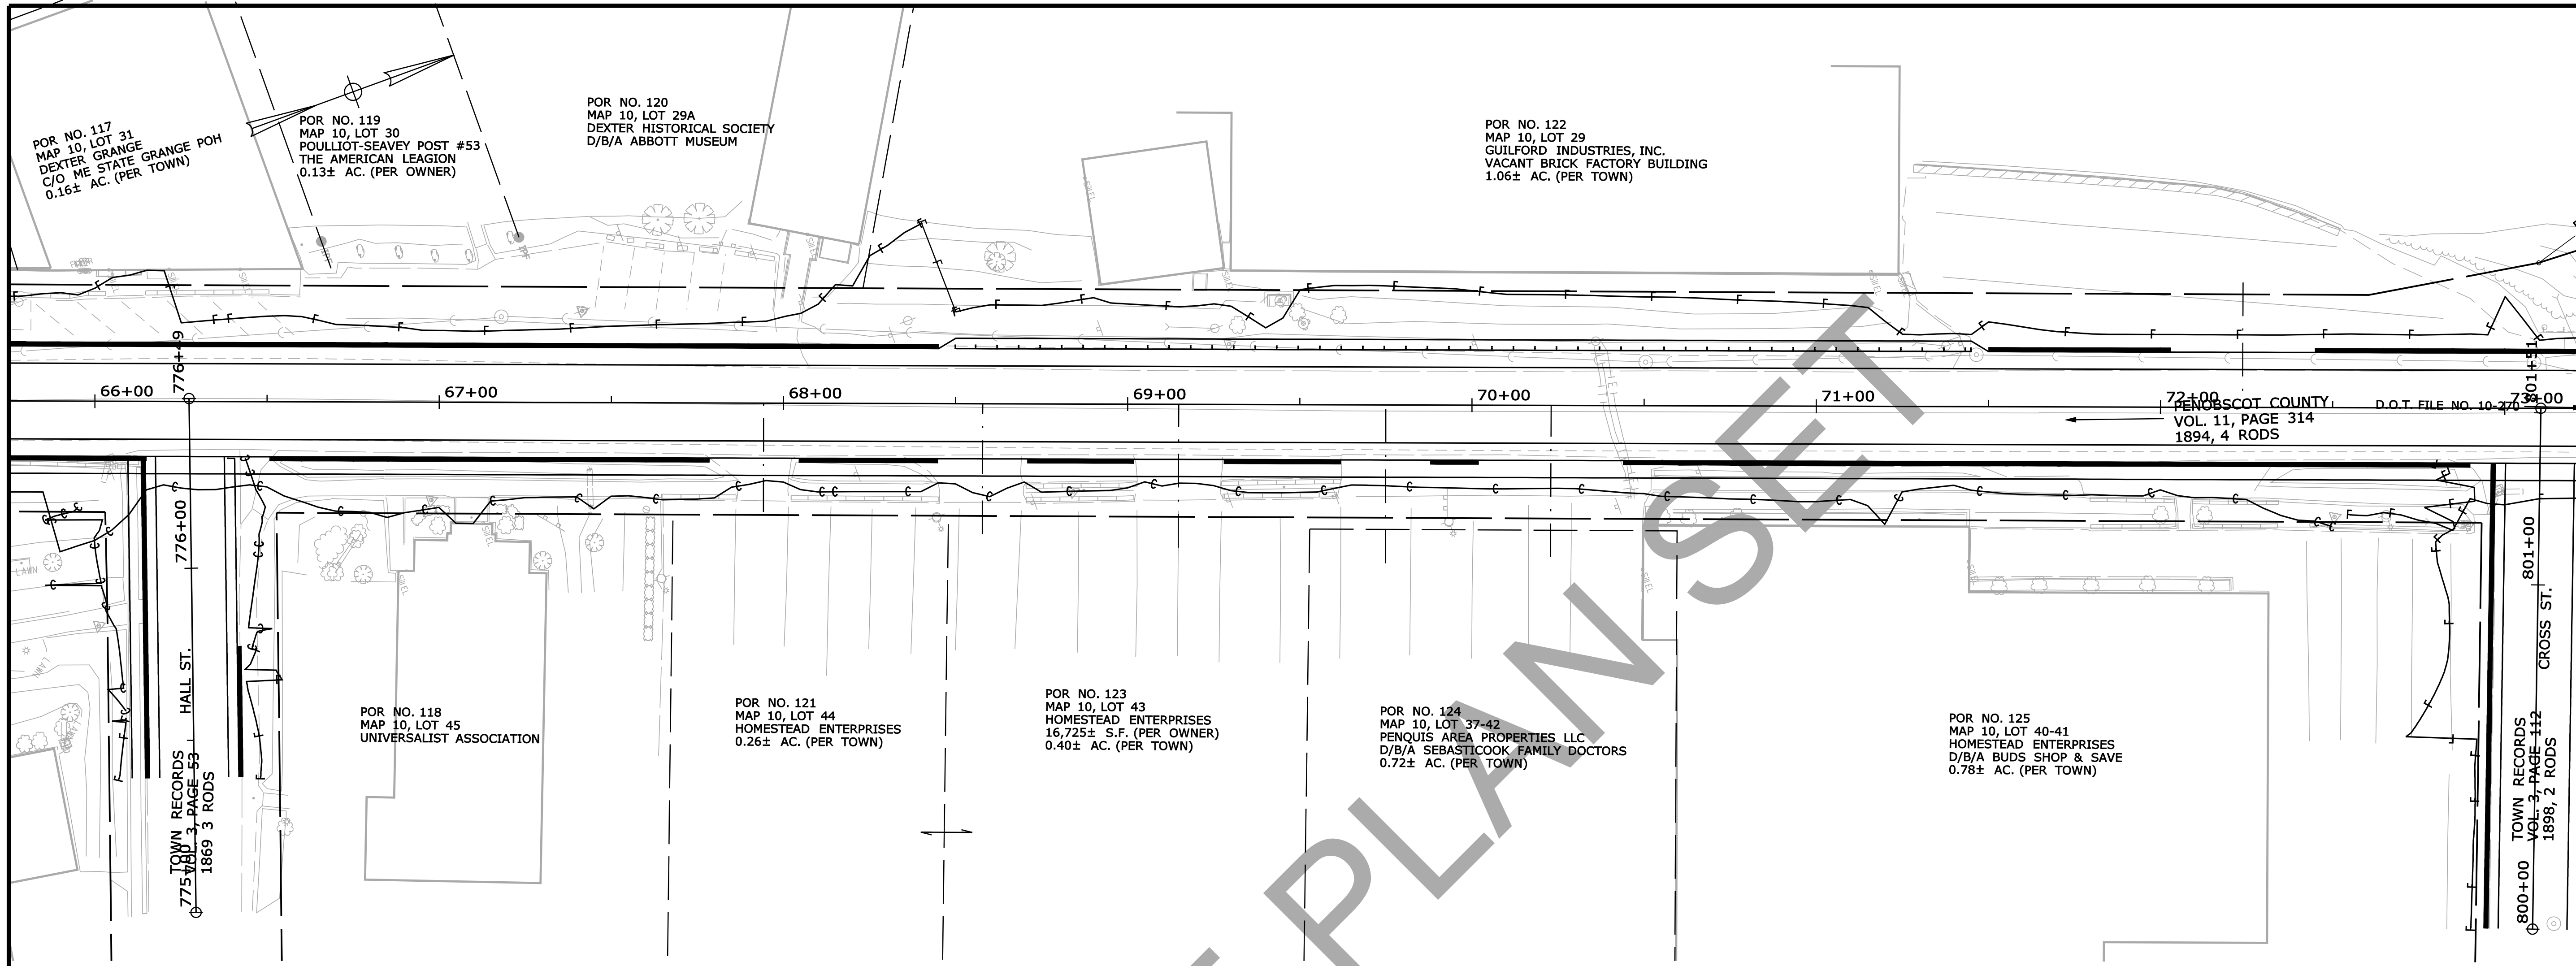 POR NO. 117
MAP 10, LOT 31
DEXTER GRANGE
C/O ME STATE GRANGE POH
0.16± AC. (PER TOWN)
POR NO. 119
MAP 10, LOT 30
POULLIOT-SEAVEY POST #53
THE AMERICAN LEAGION
0.13± AC. (PER OWNER)
POR NO. 120
MAP 10, LOT 29A
DEXTER HISTORICAL SOCIETY
D/B/A ABBOTT MUSEUM
POR NO. 122
MAP 10, LOT 29
GUILFORD INDUSTRIES, INC.
VACANT BRICK FACTORY BUILDING
1.06± AC. (PER TOWN)
776+49
801+51
66+00
67+00
68+00
69+00
70+00
71+00
72+00
73+00
PENOBSCOT COUNTY
VOL. 11, PAGE 314
1894, 4 RODS
D.O.T. FILE NO. 10-270
776+00
HALL ST.
775+00
TOWN RECORDS
VOL. 3, PAGE 53
1869 3 RODS
LAWN
LAWN
POR NO. 118
MAP 10, LOT 45
UNIVERSALIST ASSOCIATION
POR NO. 121
MAP 10, LOT 44
HOMESTEAD ENTERPRISES
0.26± AC. (PER TOWN)
POR NO. 123
MAP 10, LOT 43
HOMESTEAD ENTERPRISES
16,725± S.F. (PER OWNER)
0.40± AC. (PER TOWN)
POR NO. 124
MAP 10, LOT 37-42
PENQUIS AREA PROPERTIES LLC
D/B/A SEBASTICOOK FAMILY DOCTORS
0.72± AC. (PER TOWN)
POR NO. 125
MAP 10, LOT 40-41
HOMESTEAD ENTERPRISES
D/B/A BUDS SHOP & SAVE
0.78± AC. (PER TOWN)
801+00
CROSS ST.
800+00
TOWN RECORDS
VOL. 3, PAGE 112
1898, 2 RODS
PLAN SET